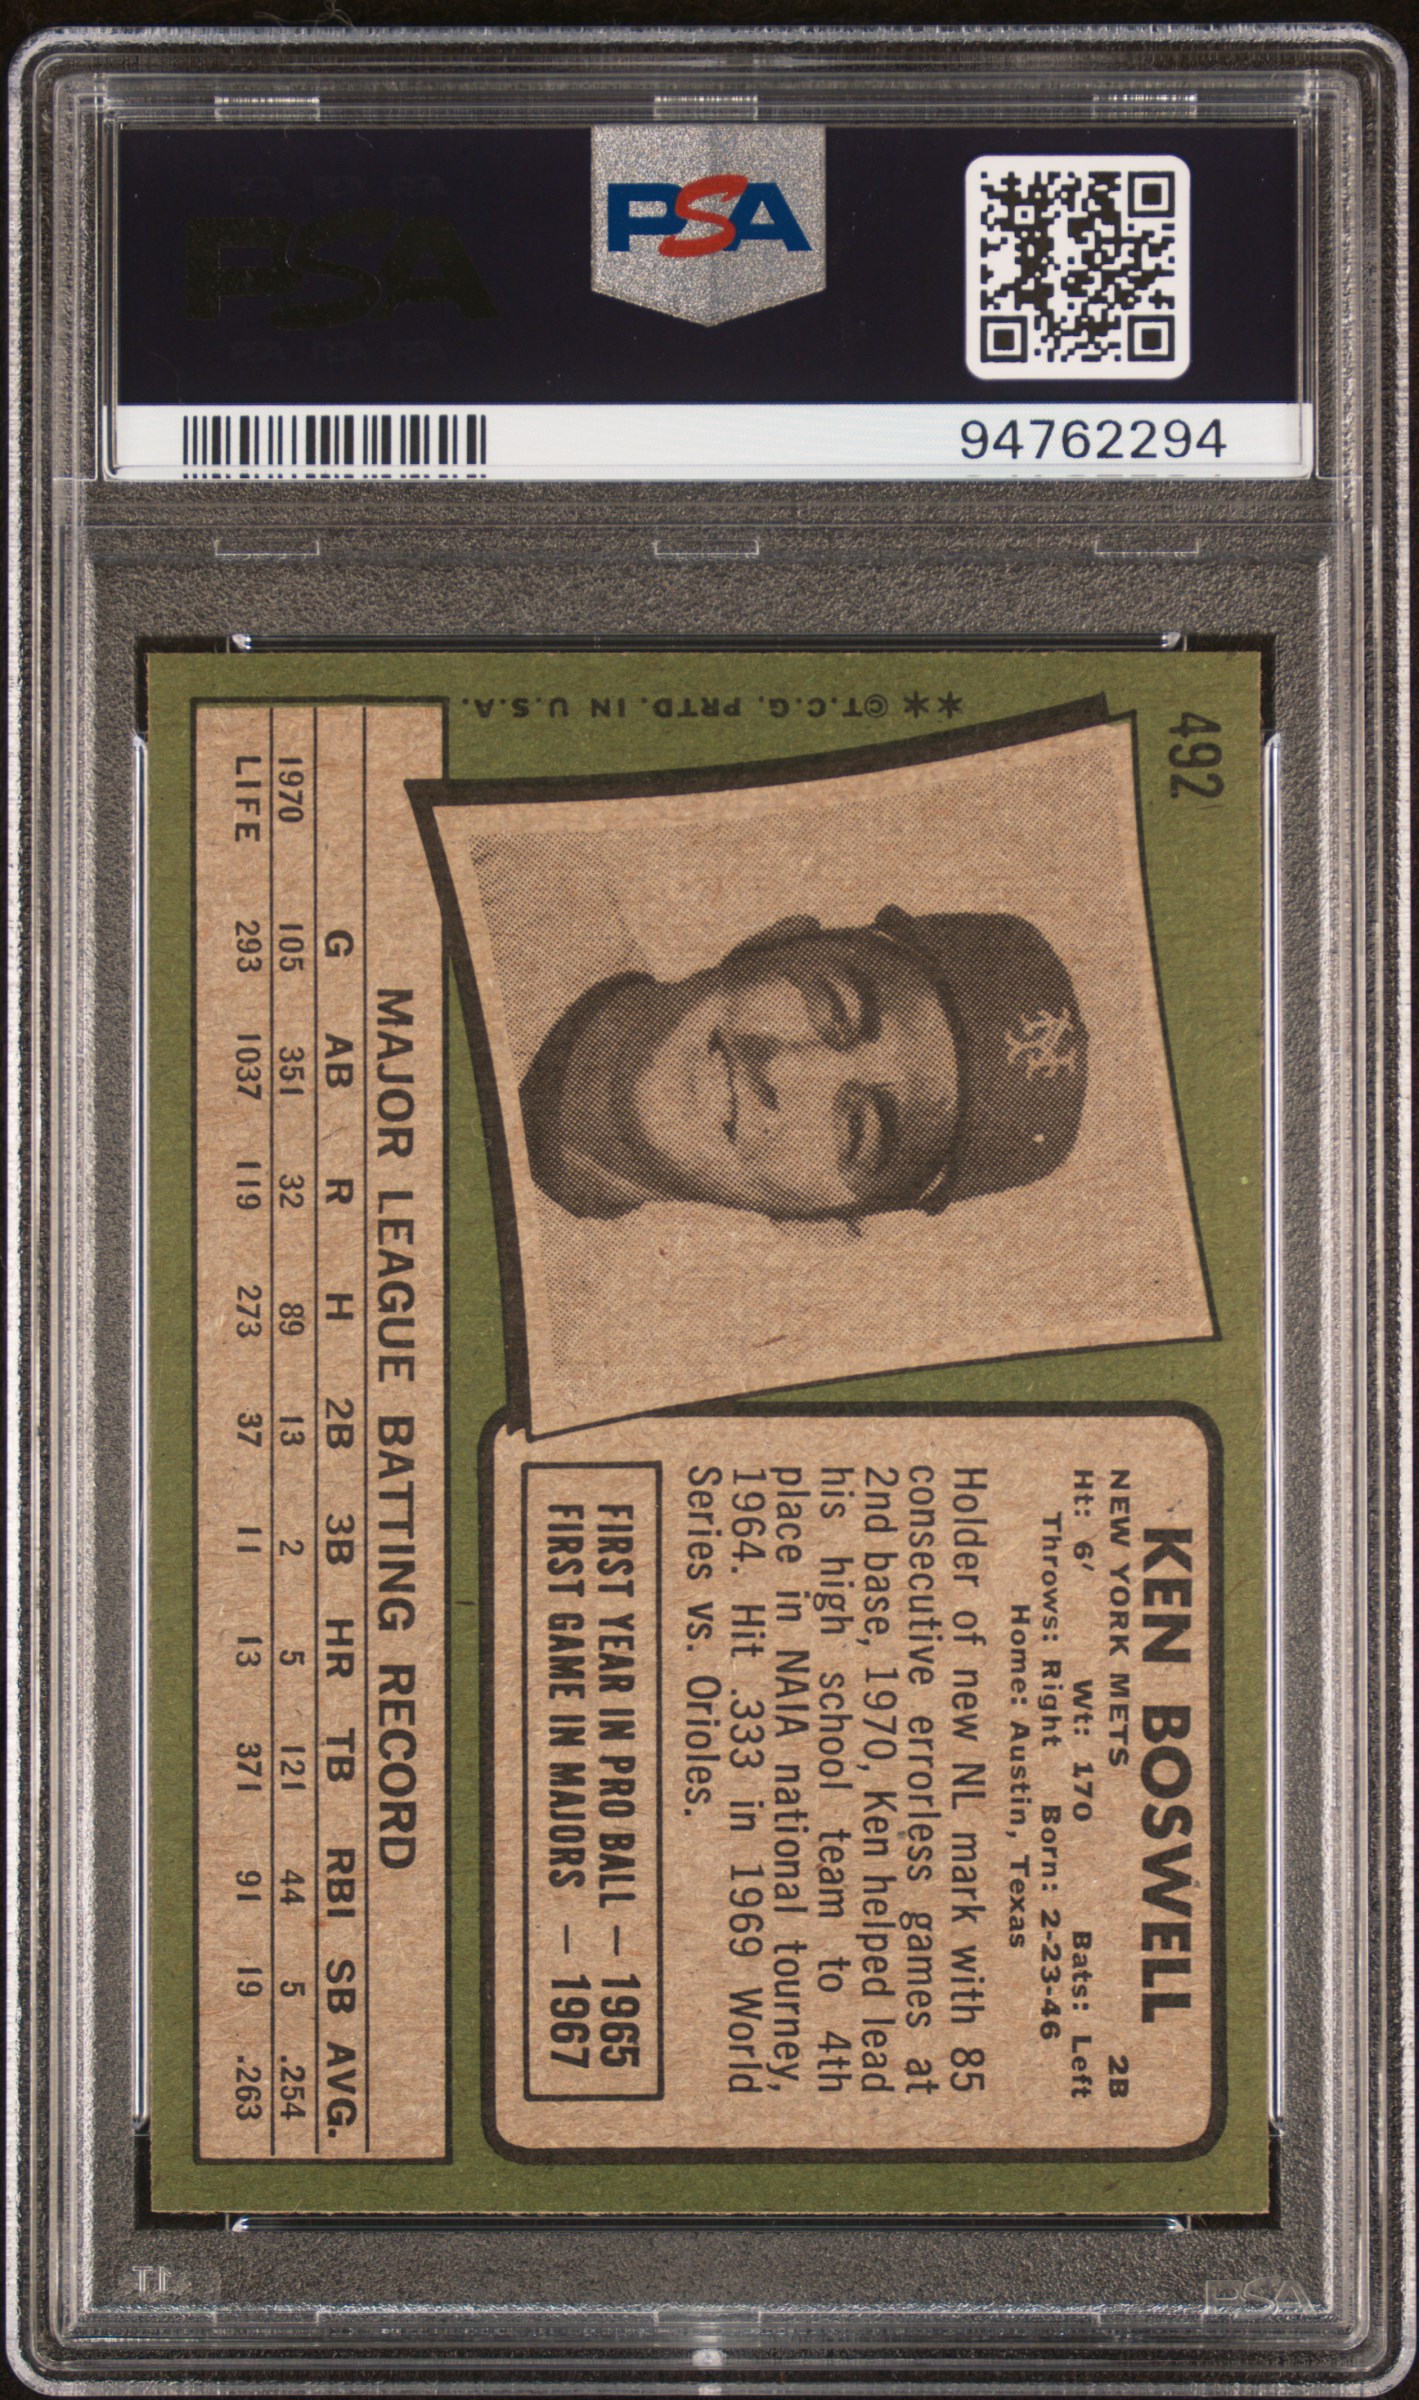 PSA
PSA
94762294
492
** ©T.C.G. PRTD. IN U.S.A.
KEN BOSWELL
NEW YORK METS 2B
Ht: 6' Wt: 170 Bats: Left
Throws: Right Born: 2-23-46
Home: Austin, Texas
Holder of new NL mark with 85
consecutive errorless games at
2nd base, 1970, Ken helped lead
his high school team to 4th
place in NAIA national tourney,
1964. Hit .333 in 1969 World
Series vs. Orioles.
FIRST YEAR IN PRO BALL — 1965
FIRST GAME IN MAJORS — 1967
MAJOR LEAGUE BATTING RECORD
G AB R H 2B 3B HR TB RBI SB AVG.
1970 105 351 32 89 13 2 5 121 44 5 .254
LIFE 293 1037 119 273 37 11 13 371 91 19 .263
PSA